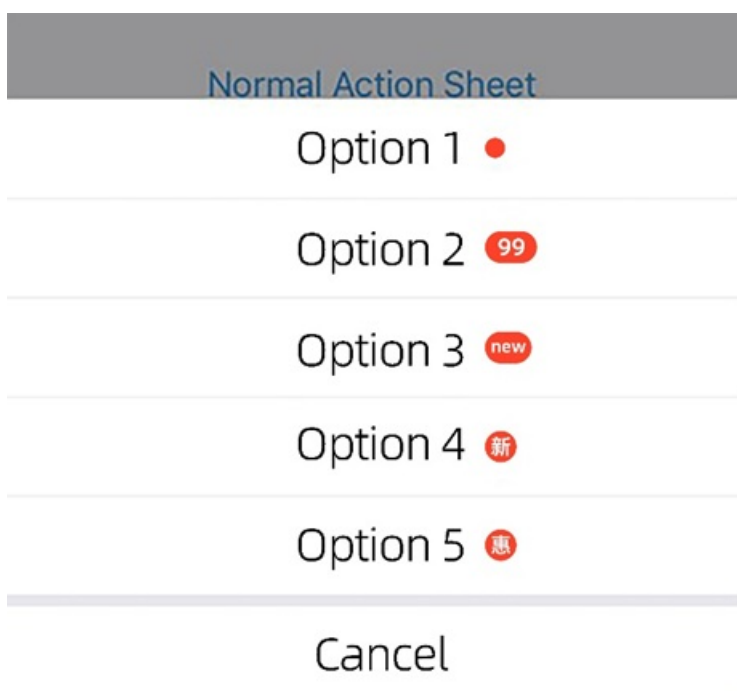 Normal Action Sheet
Option 1
Option 2 99
Option 3 new
Option 4 新
Option 5 惠
Cancel